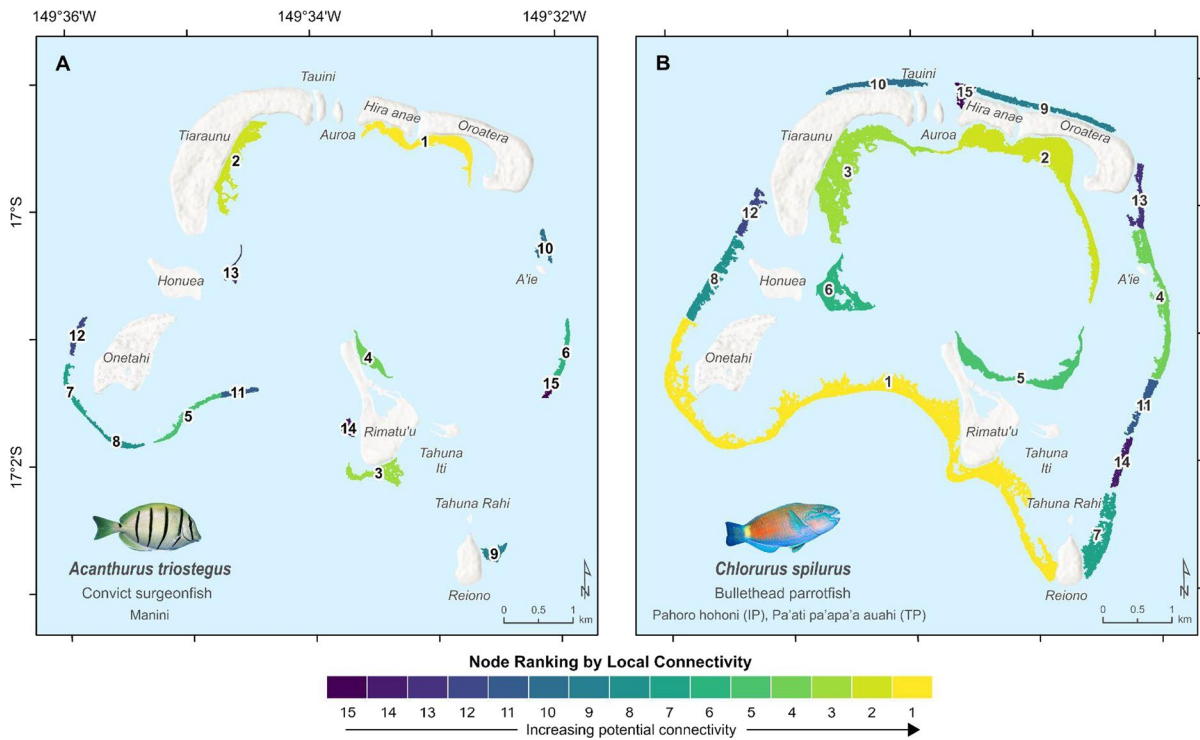 149°36'W
149°34'W
149°32'W
17°S
17°02'S
A
Tauini
Hira anae
Oroatera
Tiaraunu
Auroa
1
2
10
13
Honuea
A'ie
12
Onetahi
4
6
7
11
15
5
8
14
Rimatu'u
Tahuna
Iti
3
Tahuna Rahi
9
Reiono
Acanthurus triostegus
Convict surgeonfish
Manini
N
0 0.5 1
km
B
Tauini
10
15
9
Hira anae
Oroatera
Tiaraunu
Auroa
2
3
13
12
8
Honuea
6
A'ie
4
Onetahi
1
5
11
Rimatu'u
Tahuna
Iti
14
Tahuna Rahi
7
Reiono
Chlorurus spilurus
Bullethead parrotfish
Pahoro hohoni (IP), Pa'ati pa'apa'a auahi (TP)
N
0 0.5 1
km
Node Ranking by Local Connectivity
15 14 13 12 11 10 9 8 7 6 5 4 3 2 1
Increasing potential connectivity